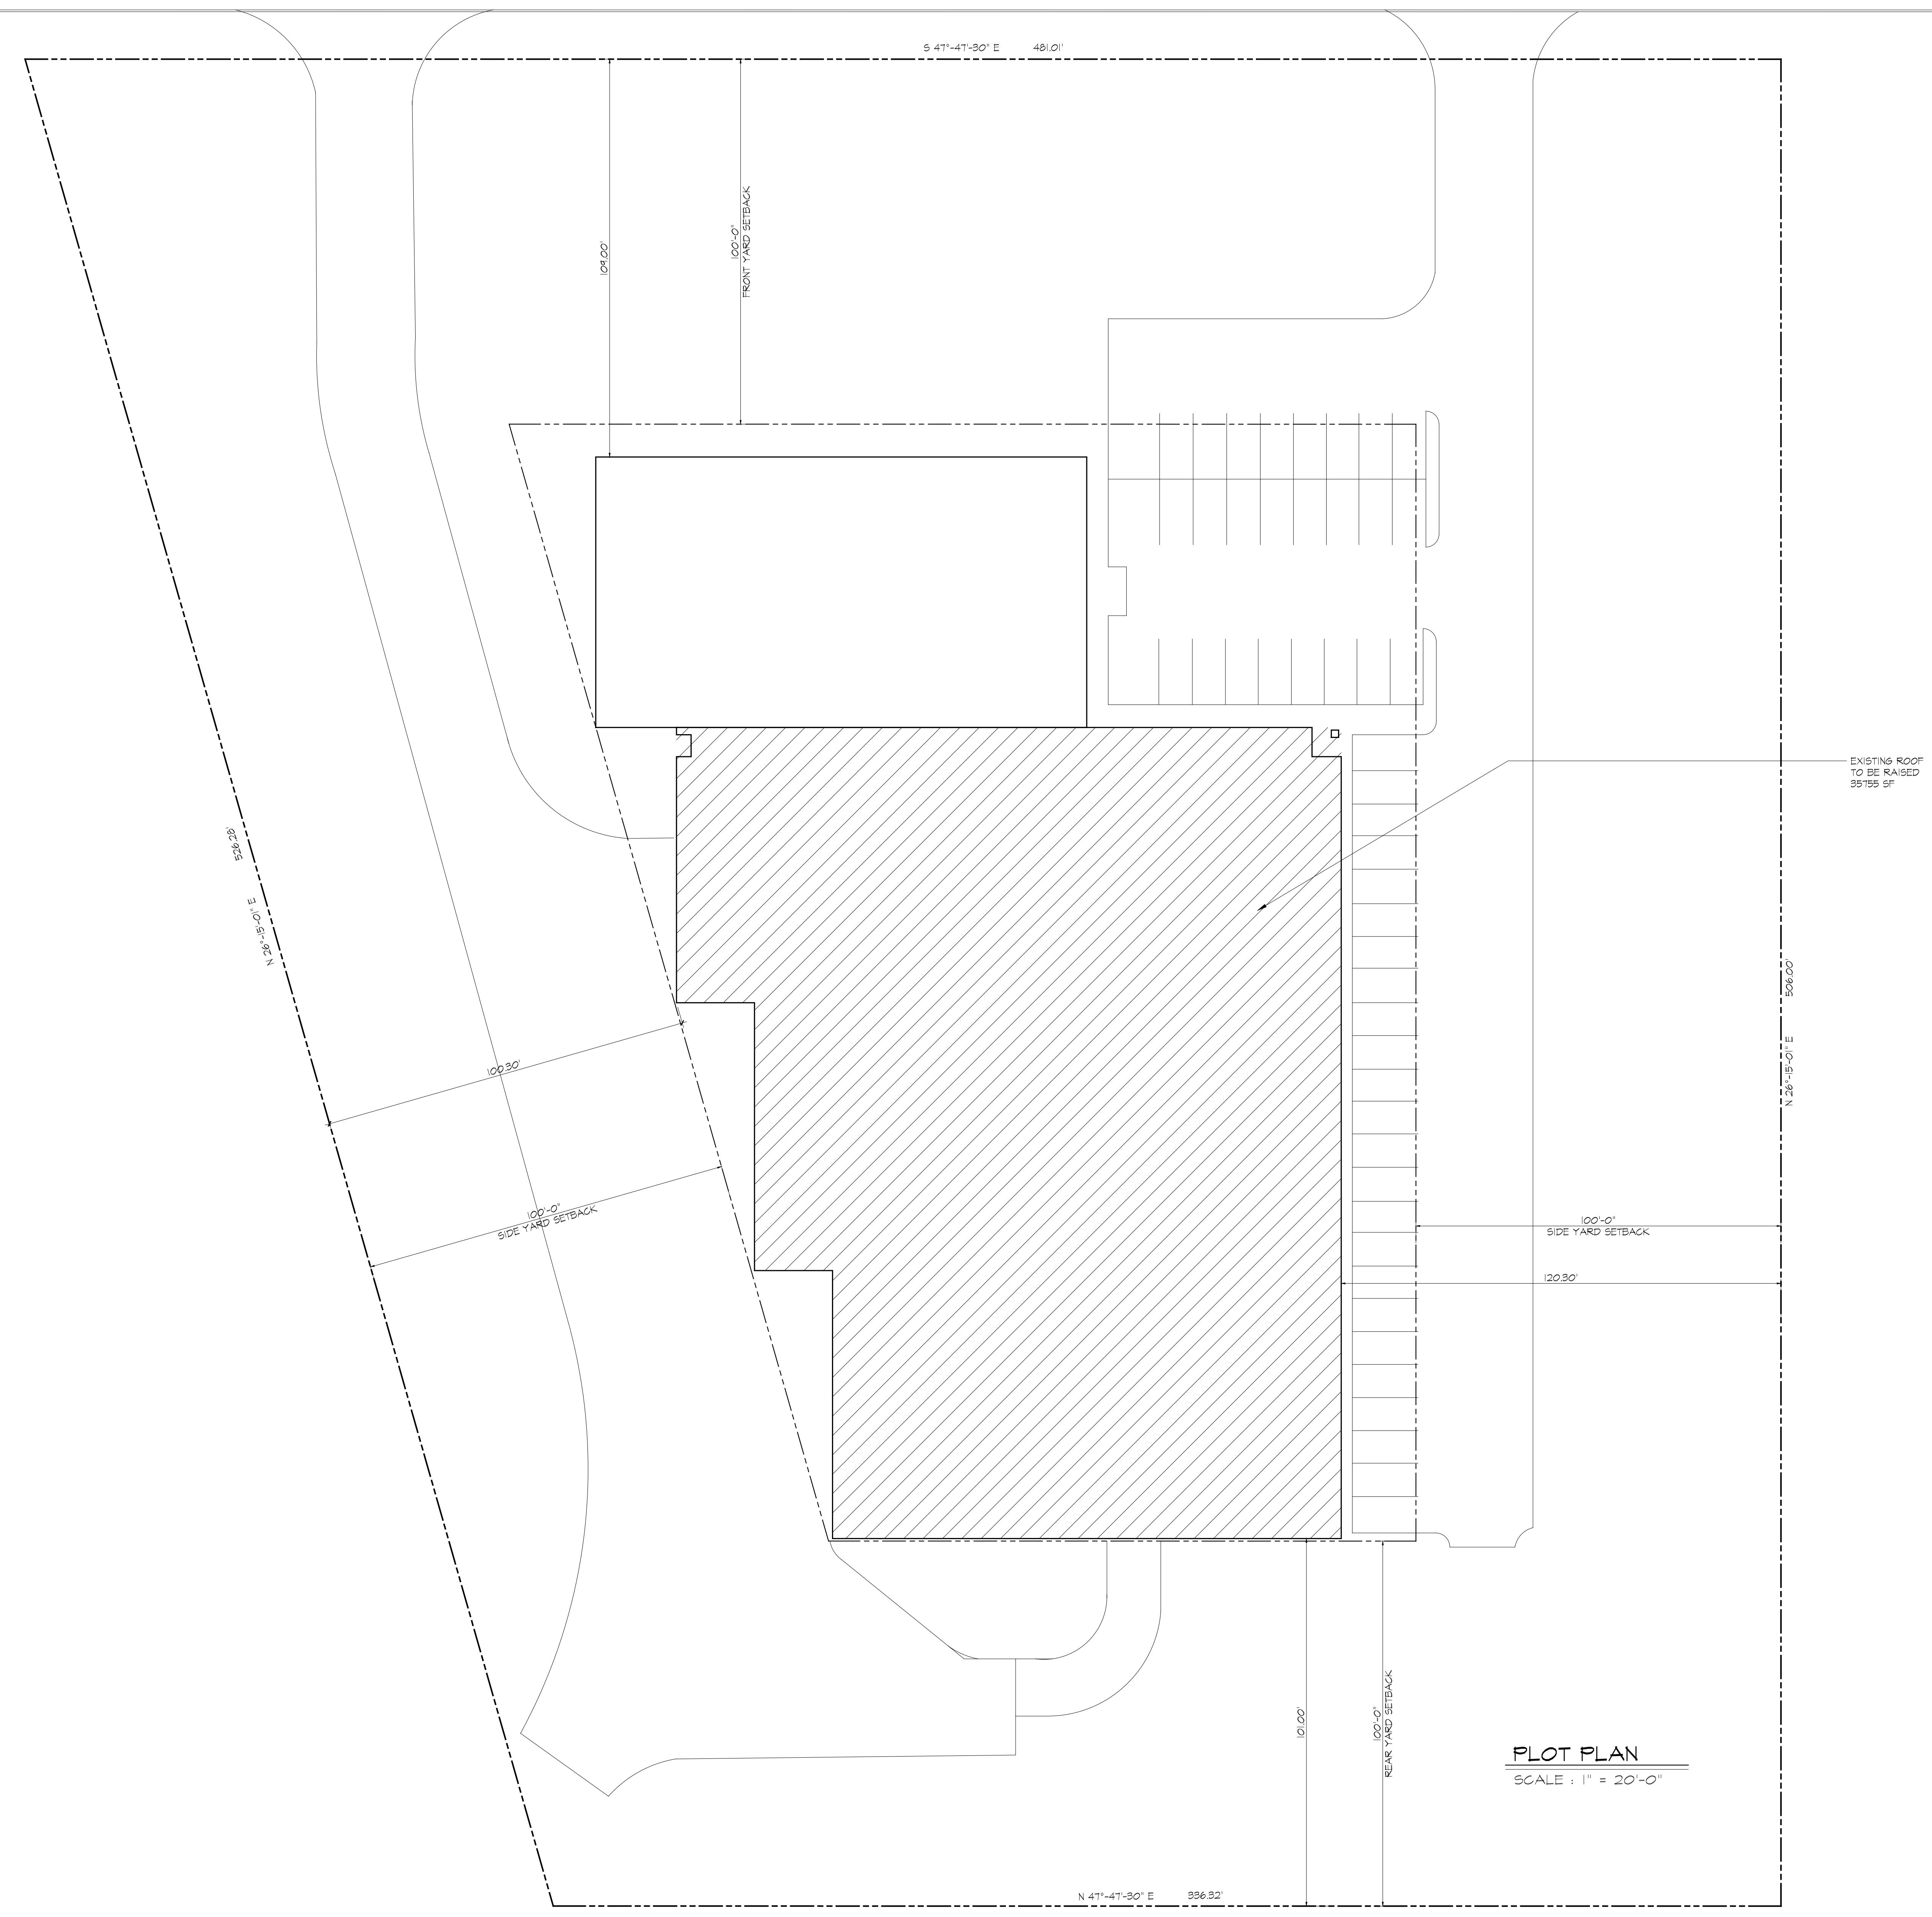 S 47°-47'-30" E 481.01'
109.00'
100'-0"
FRONT YARD SETBACK
EXISTING ROOF
TO BE RAISED
35755 SF
526.28'
N 26°-15'-01" E
506.00'
N 26°-15'-01" E
100.30'
100'-0"
SIDE YARD SETBACK
100'-0"
SIDE YARD SETBACK
120.30'
101.00'
100'-0"
REAR YARD SETBACK
PLOT PLAN
SCALE : 1" = 20'-0"
N 47°-47'-30" E 336.32'